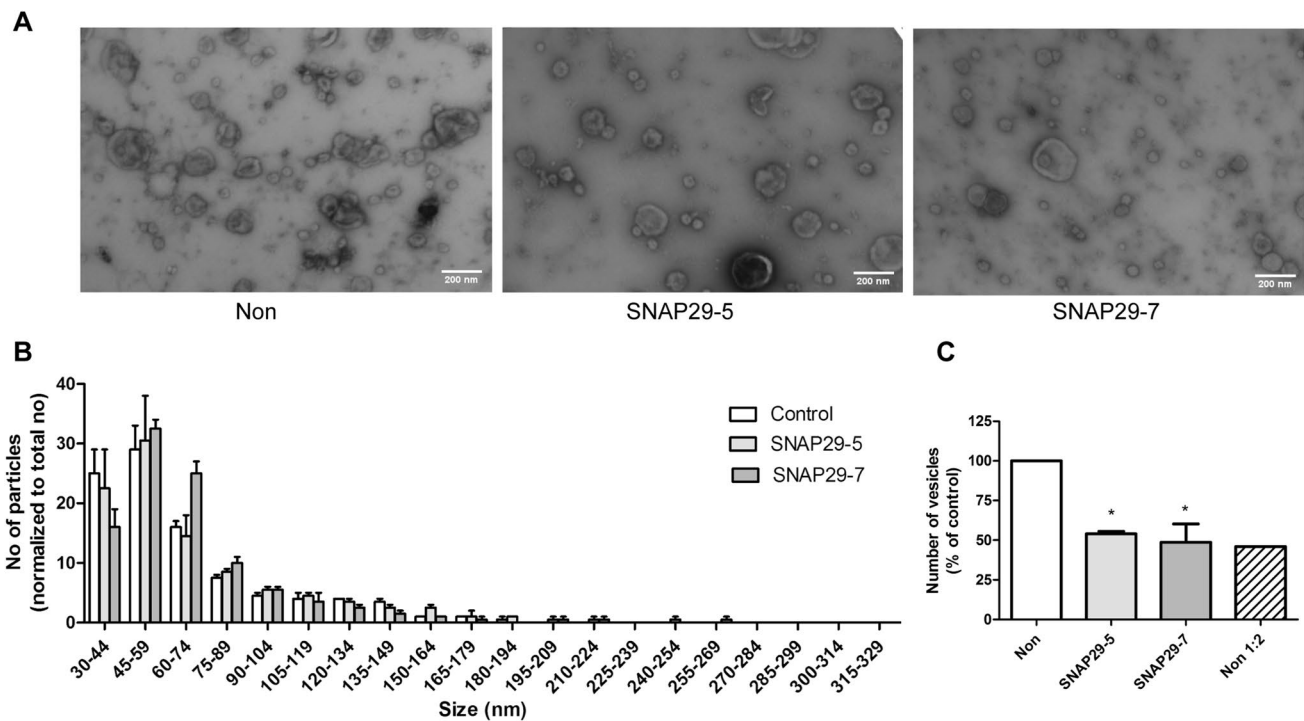 A
200 nm
200 nm
200 nm
Non
SNAP29-5
SNAP29-7
B
No of particles
(normalized to total no)
40
30
20
10
0
Control
SNAP29-5
SNAP29-7
30-44
45-59
60-74
75-89
90-104
105-119
120-134
135-149
150-164
165-179
180-194
195-209
210-224
225-239
240-254
255-269
270-284
285-299
300-314
315-329
Size (nm)
C
Number of vesicles
(% of control)
125
100
75
50
25
0
*
*
Non
SNAP29-5
SNAP29-7
Non 1:2